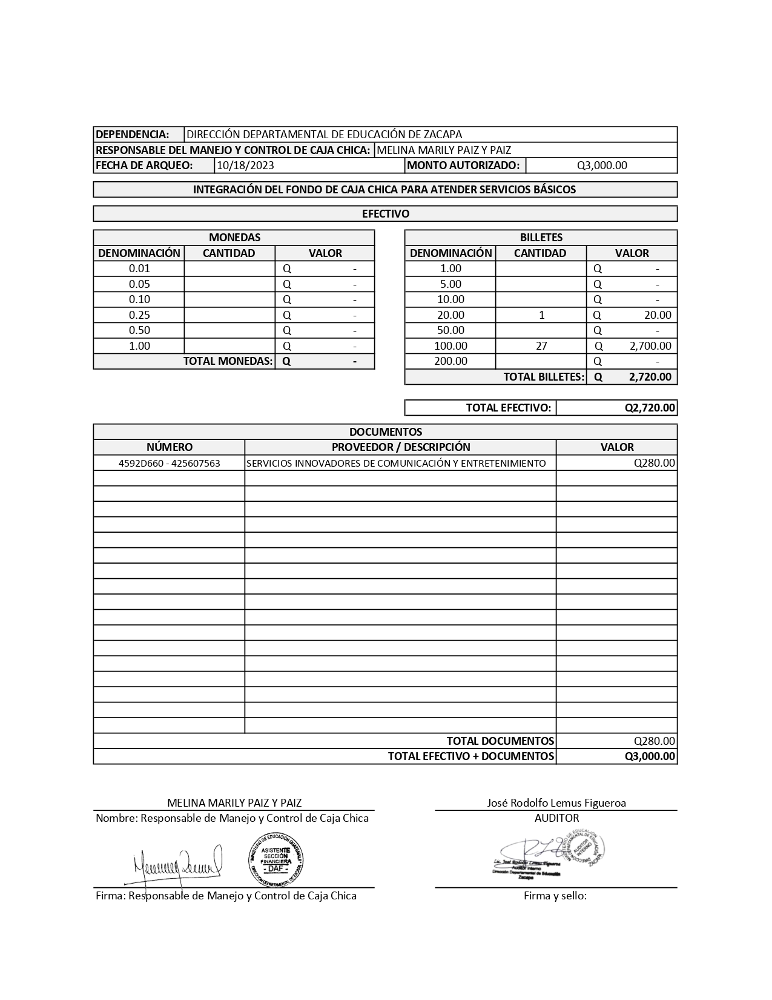 DEPENDENCIA: DIRECCIÓN DEPARTAMENTAL DE EDUCACIÓN DE ZACAPA
RESPONSABLE DEL MANEJO Y CONTROL DE CAJA CHICA: MELINA MARILY PAIZ Y PAIZ
FECHA DE ARQUEO: 10/18/2023 MONTO AUTORIZADO: Q3,000.00
INTEGRACIÓN DEL FONDO DE CAJA CHICA PARA ATENDER SERVICIOS BÁSICOS
EFECTIVO
MONEDAS
DENOMINACIÓN CANTIDAD VALOR
0.01 Q -
0.05 Q -
0.10 Q -
0.25 Q -
0.50 Q -
1.00 Q -
TOTAL MONEDAS: Q -
BILLETES
DENOMINACIÓN CANTIDAD VALOR
1.00 Q -
5.00 Q -
10.00 Q -
20.00 1 Q 20.00
50.00 Q -
100.00 27 Q 2,700.00
200.00 Q -
TOTAL BILLETES: Q 2,720.00
TOTAL EFECTIVO: Q2,720.00
DOCUMENTOS
NÚMERO PROVEEDOR / DESCRIPCIÓN VALOR
4592D660 - 425607563 SERVICIOS INNOVADORES DE COMUNICACIÓN Y ENTRETENIMIENTO Q280.00
TOTAL DOCUMENTOS Q280.00
TOTAL EFECTIVO + DOCUMENTOS Q3,000.00
MELINA MARILY PAIZ Y PAIZ
Nombre: Responsable de Manejo y Control de Caja Chica
MINISTERIO DE EDUCACIÓN GUATEMALA
ASISTENTE
SECCIÓN
FINANCIERA
- DAF -
DIRECCIÓN DEPARTAMENTAL DE ZACAPA
Firma: Responsable de Manejo y Control de Caja Chica
José Rodolfo Lemus Figueroa
AUDITOR
AUDITOR
INTERNO
ZACAPA
Lic. José Rodolfo Lemus Figueroa
Auditor Interno
Dirección Departamental de Educación
Zacapa
Firma y sello: